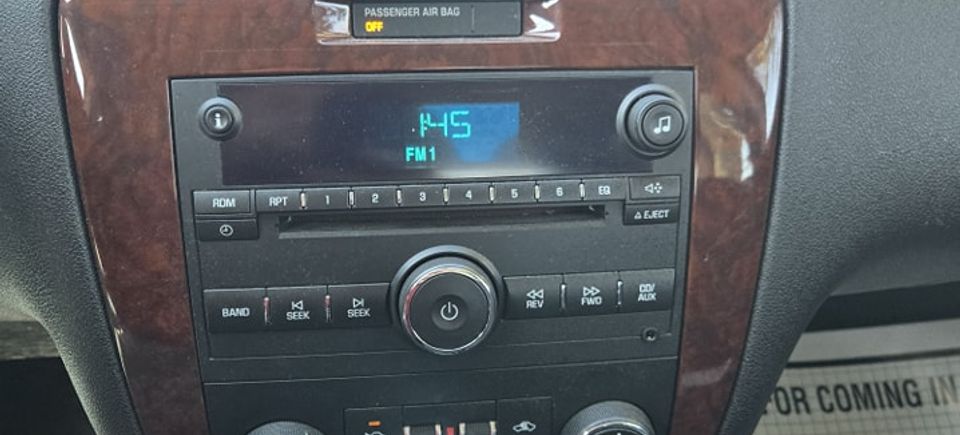 PASSENGER AIR BAG
OFF
1:45
FM1
RDM RPT 1 2 3 4 5 6 EQ
EJECT
BAND SEEK SEEK REV FWD CD/
AUX
FOR COMING IN